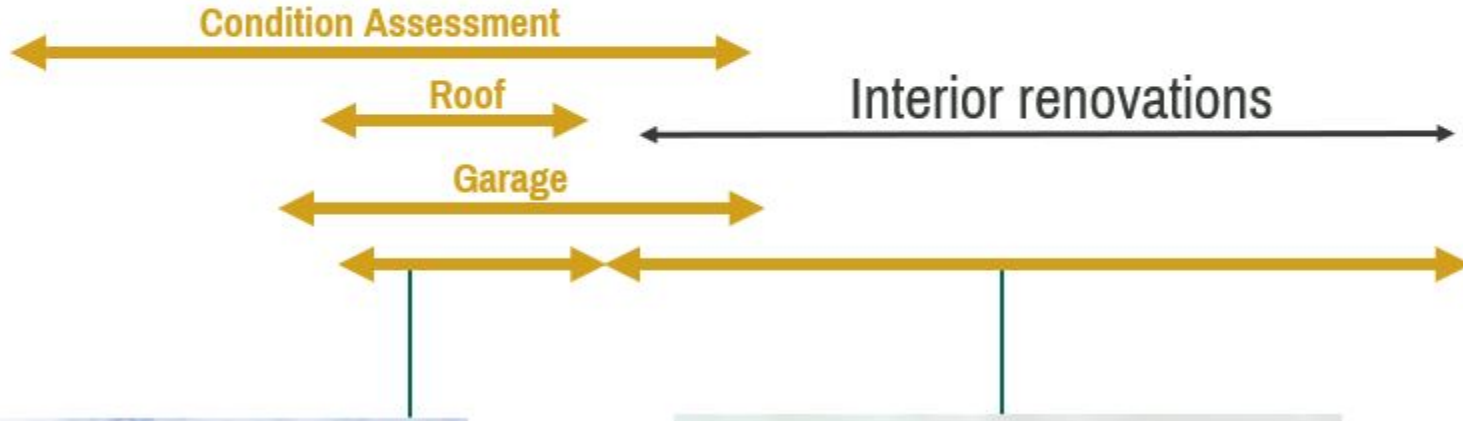 Condition Assessment
Roof
Interior renovations
Garage